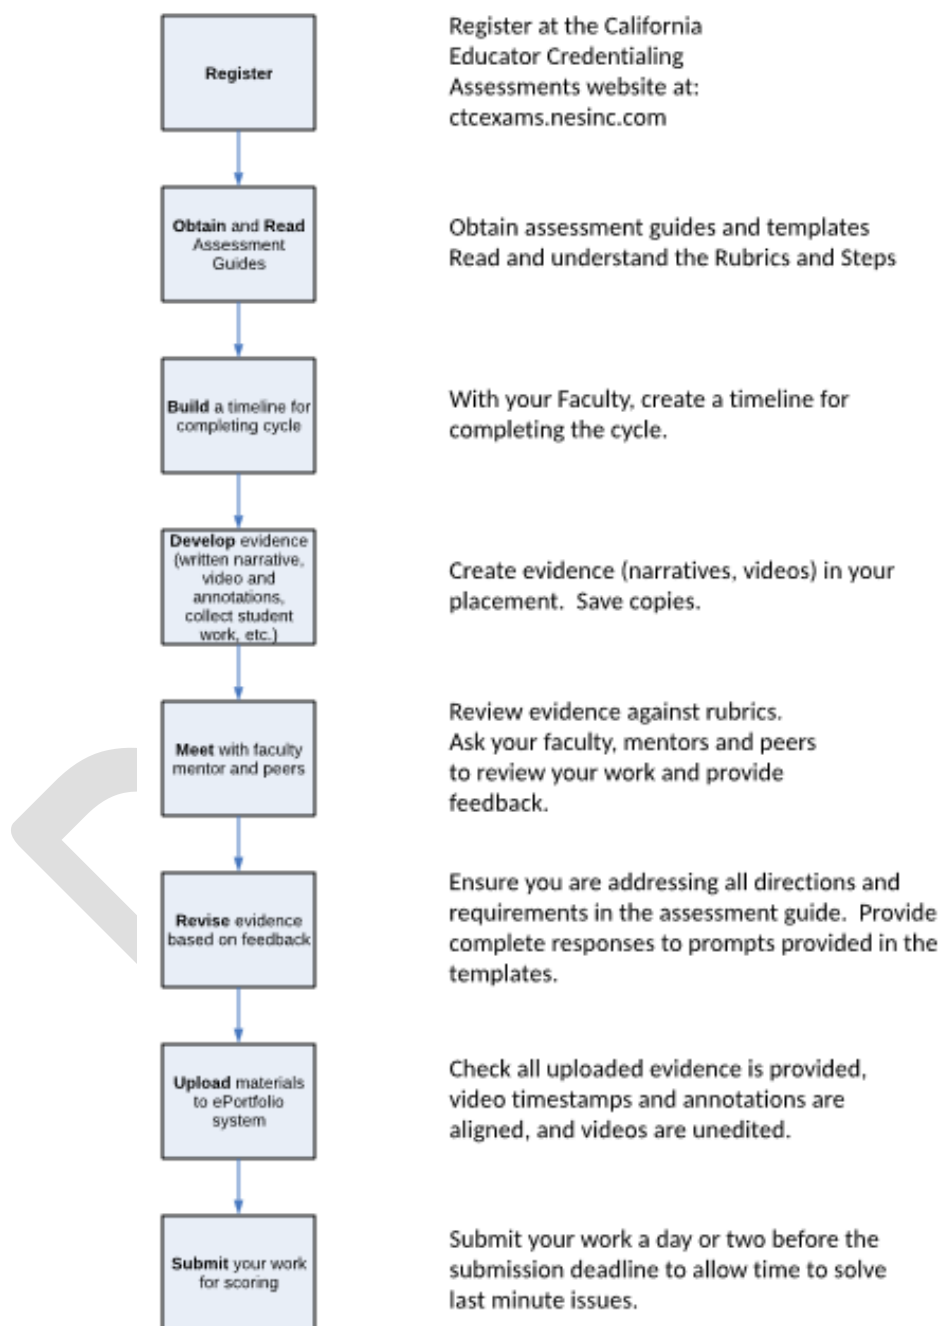 Register
Register at the California
Educator Credentialing
Assessments website at:
ctcexams.nesinc.com
Obtain and Read
Assessment
Guides
Obtain assessment guides and templates
Read and understand the Rubrics and Steps
Build a timeline for
completing cycle
With your Faculty, create a timeline for
completing the cycle.
Develop evidence
(written narrative,
video and
annotations,
collect student
work, etc.)
Create evidence (narratives, videos) in your
placement.  Save copies.
Meet with faculty
mentor and peers
Review evidence against rubrics.
Ask your faculty, mentors and peers
to review your work and provide
feedback.
Revise evidence
based on feedback
Ensure you are addressing all directions and
requirements in the assessment guide.  Provide
complete responses to prompts provided in the
templates.
Upload materials
to ePortfolio
system
Check all uploaded evidence is provided,
video timestamps and annotations are
aligned, and videos are unedited.
Submit your work
for scoring
Submit your work a day or two before the
submission deadline to allow time to solve
last minute issues.